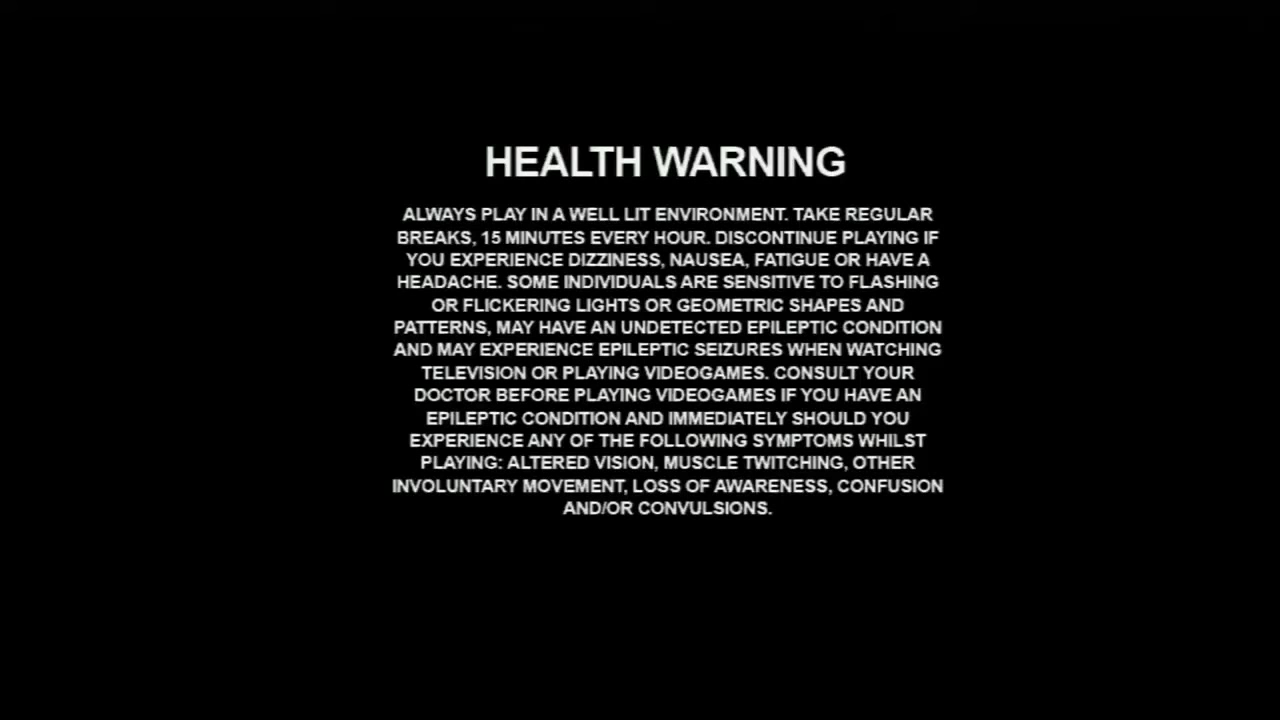 HEALTH WARNING
ALWAYS PLAY IN A WELL LIT ENVIRONMENT. TAKE REGULAR
BREAKS, 15 MINUTES EVERY HOUR. DISCONTINUE PLAYING IF
YOU EXPERIENCE DIZZINESS, NAUSEA, FATIGUE OR HAVE A
HEADACHE. SOME INDIVIDUALS ARE SENSITIVE TO FLASHING
OR FLICKERING LIGHTS OR GEOMETRIC SHAPES AND
PATTERNS, MAY HAVE AN UNDETECTED EPILEPTIC CONDITION
AND MAY EXPERIENCE EPILEPTIC SEIZURES WHEN WATCHING
TELEVISION OR PLAYING VIDEOGAMES. CONSULT YOUR
DOCTOR BEFORE PLAYING VIDEOGAMES IF YOU HAVE AN
EPILEPTIC CONDITION AND IMMEDIATELY SHOULD YOU
EXPERIENCE ANY OF THE FOLLOWING SYMPTOMS WHILST
PLAYING: ALTERED VISION, MUSCLE TWITCHING, OTHER
INVOLUNTARY MOVEMENT, LOSS OF AWARENESS, CONFUSION
AND/OR CONVULSIONS.